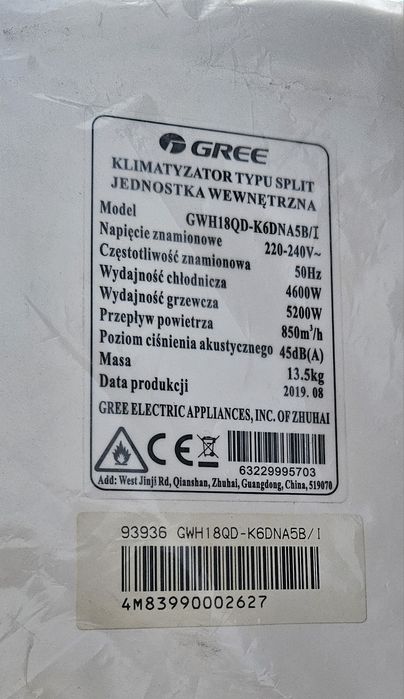 GREE
KLIMATYZATOR TYPU SPLIT
JEDNOSTKA WEWNĘTRZNA
Model GWH18QD-K6DNA5B/I
Napięcie znamionowe 220-240V~
Częstotliwość znamionowa 50Hz
Wydajność chłodnicza 4600W
Wydajność grzewcza 5200W
Przepływ powietrza 850m³/h
Poziom ciśnienia akustycznego 45dB(A)
Masa 13.5kg
Data produkcji 2019. 08
GREE ELECTRIC APPLIANCES, INC. OF ZHUHAI
CE
63229995703
Add: West Jinji Rd, Qianshan, Zhuhai, Guangdong, China, 519070
93936 GWH18QD-K6DNA5B/I
4M83990002627